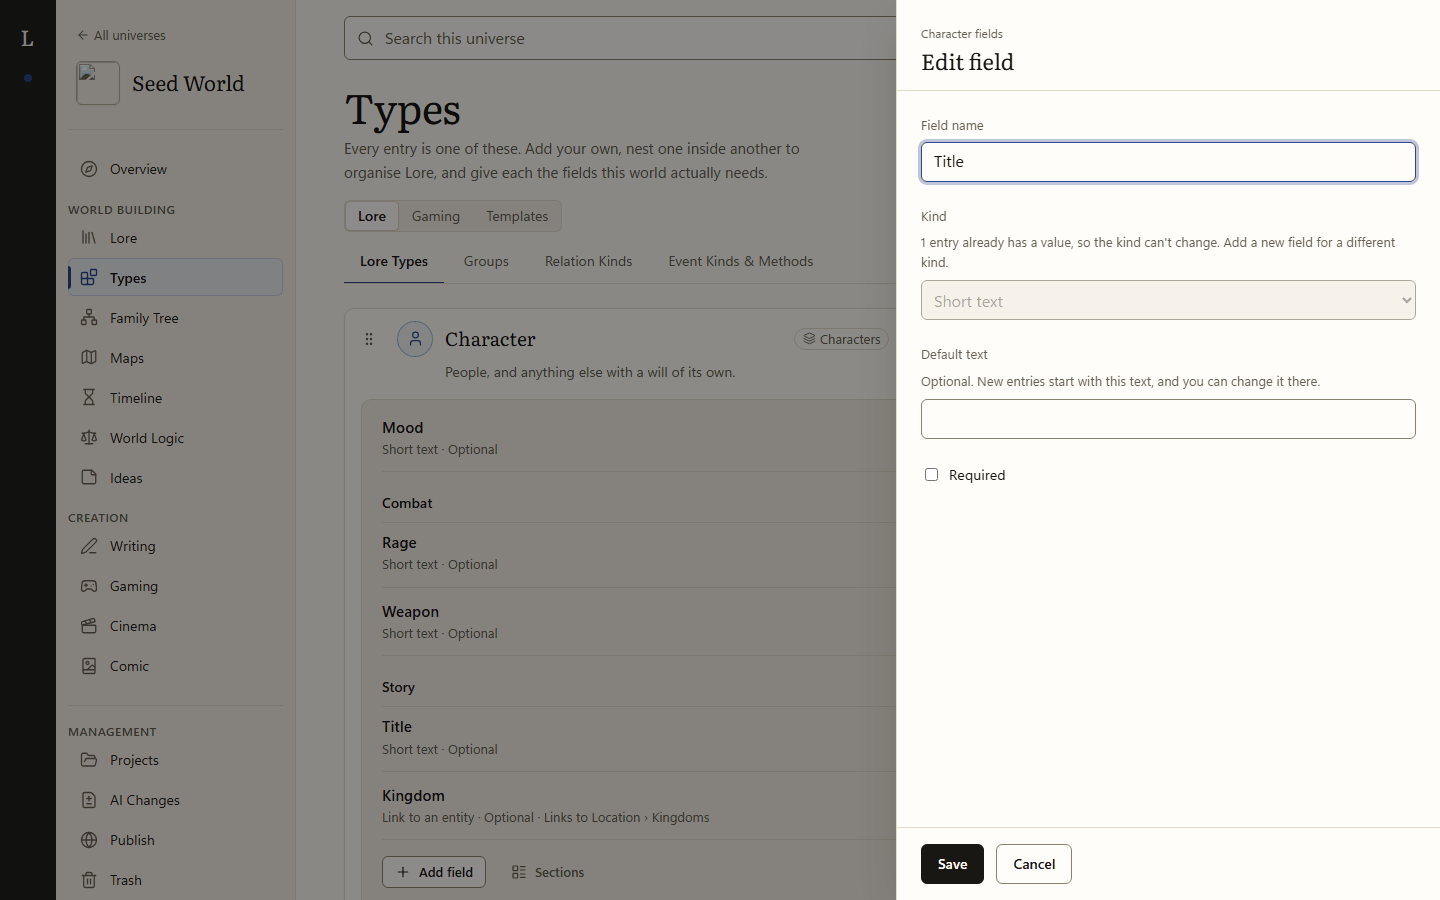 L
All universes
Seed World
Overview
WORLD BUILDING
Lore
Types
Family Tree
Maps
Timeline
World Logic
Ideas
CREATION
Writing
Gaming
Cinema
Comic
MANAGEMENT
Projects
AI Changes
Publish
Trash
Search this universe
Types
Every entry is one of these. Add your own, nest one inside another to
organise Lore, and give each the fields this world actually needs.
Lore Gaming Templates
Lore Types Groups Relation Kinds Event Kinds & Methods
Character Characters
People, and anything else with a will of its own.
Mood
Short text · Optional
Combat
Rage
Short text · Optional
Weapon
Short text · Optional
Story
Title
Short text · Optional
Kingdom
Link to an entity · Optional · Links to Location › Kingdoms
Add field Sections
Character fields
Edit field
Field name
Title
Kind
1 entry already has a value, so the kind can't change. Add a new field for a different
kind.
Short text
Default text
Optional. New entries start with this text, and you can change it there.
Required
Save Cancel